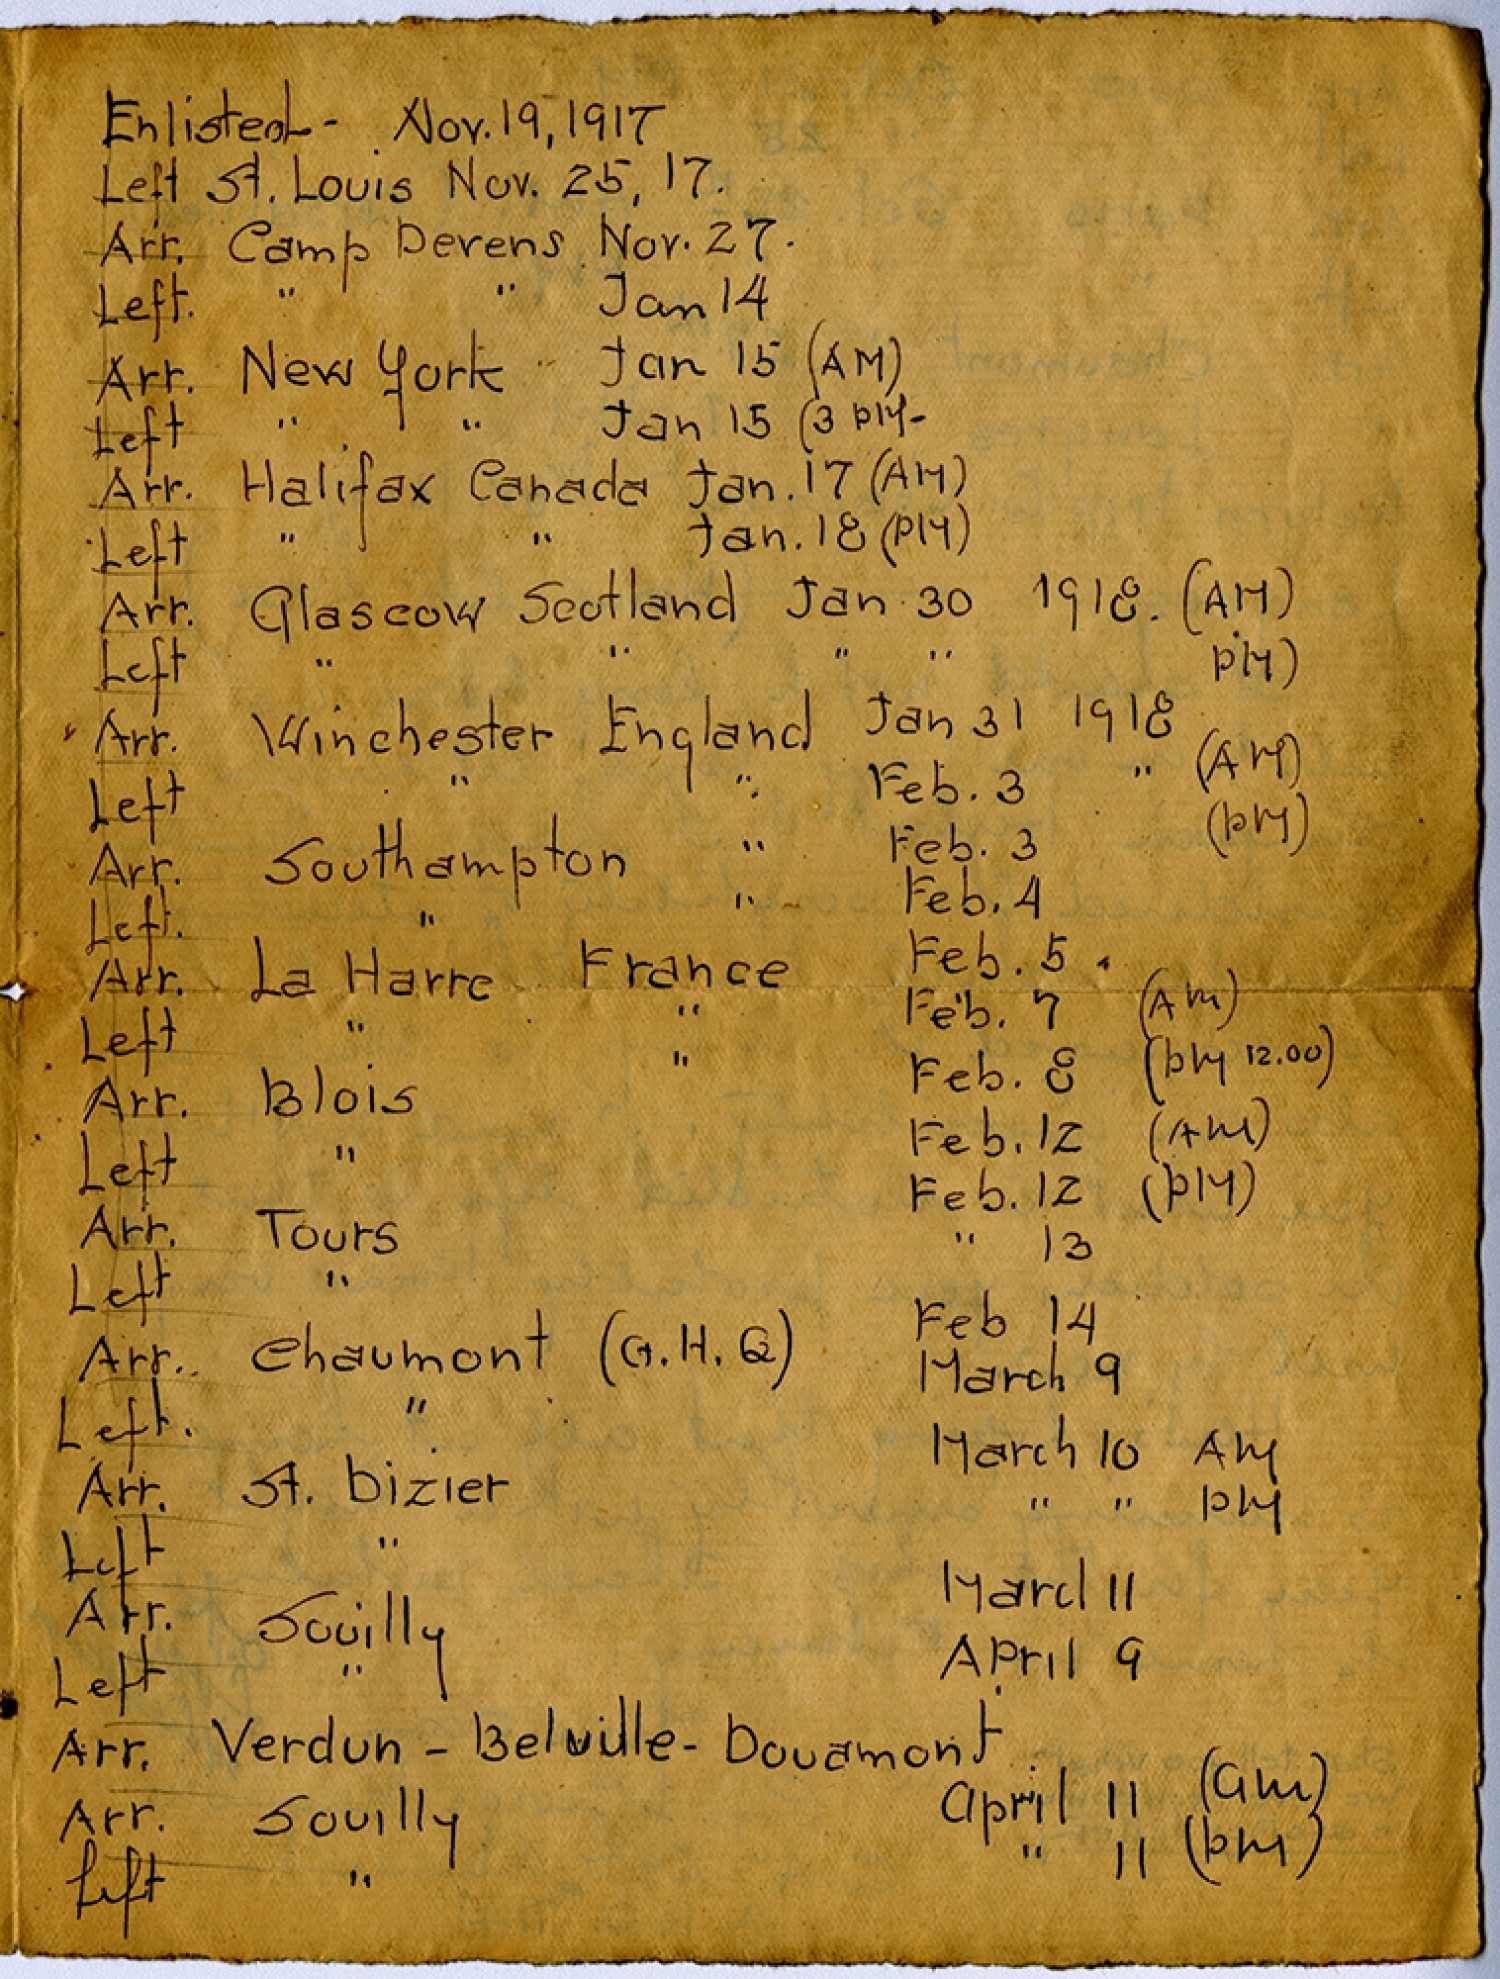 Enlisted - Nov. 19, 1917
Left St. Louis Nov. 25, 17.
Arr. Camp Devens Nov. 27.
Left. " " Jan 14
Arr. New York Jan 15 (AM)
Left " " Jan 15 (3 PM-
Arr. Halifax Canada Jan. 17 (AM)
Left " " Jan. 18 (PM)
Arr. Glascow Scotland Jan 30 1918. (AM)
Left " " " " PM)
Arr. Winchester England Jan 31 1918
Left " " Feb. 3 " (AM)
Arr. Southampton " Feb. 3 (PM)
Left. " " Feb. 4
Arr. La Harre France Feb. 5.
Left " " Feb. 7 (AM)
Arr. Blois " Feb. 8 (PM 12.00)
Left " Feb. 12 (AM)
Arr. Tours Feb. 12 (PM)
Left " " 13
Arr. Chaumont (G.H.Q) Feb 14
Left. " March 9
Arr. St. Dizier March 10 AM
Left " " " PM
Arr. Souilly March 11
Left " April 9
Arr. Verdun - Belville - Douamont
Arr. Souilly April 11 (am)
Left " " 11 (PM)